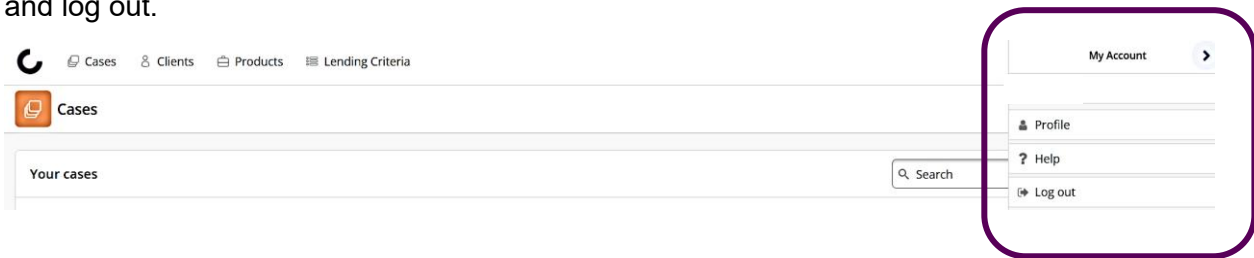 and log out.
Cases Clients Products Lending Criteria My Account
Cases
Profile
? Help
Your cases Search
Log out